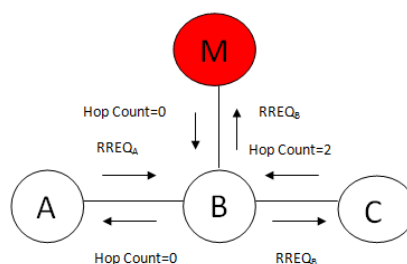 M
Hop Count=0
RREQB
RREQA
Hop Count=2
A
B
C
Hop Count=0
RREQB